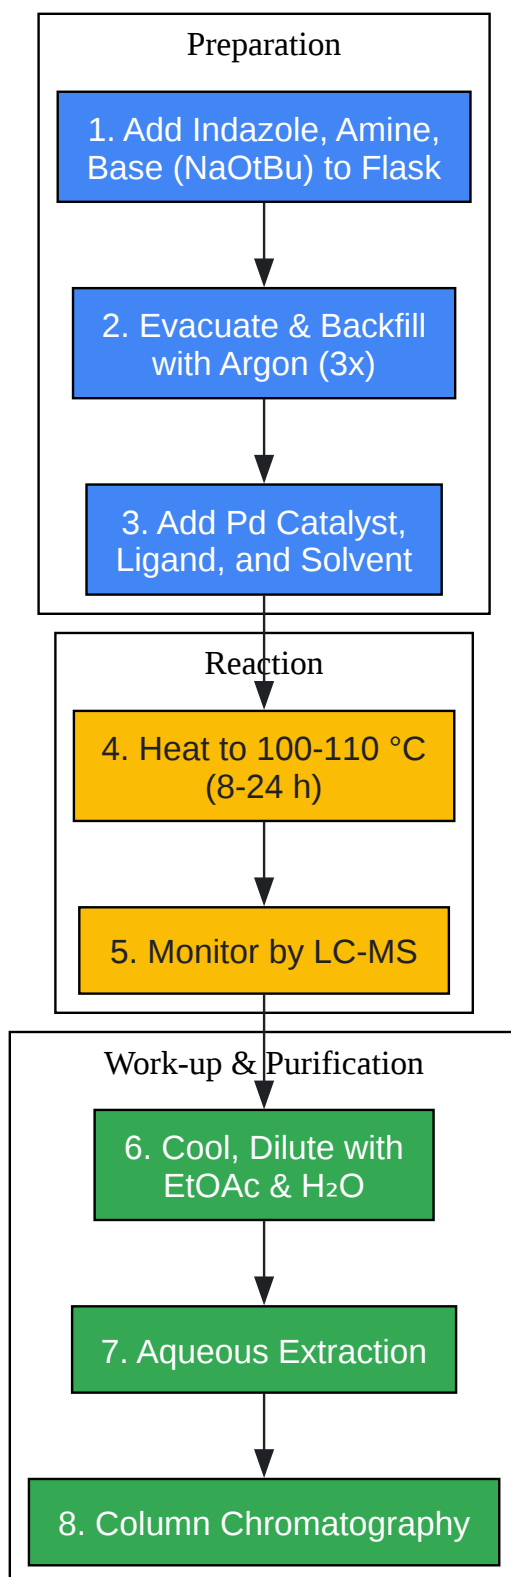 Preparation
1. Add Indazole, Amine,
Base (NaOtBu) to Flask
2. Evacuate & Backfill
with Argon (3x)
3. Add Pd Catalyst,
Ligand, and Solvent
Reaction
4. Heat to 100-110 °C
(8-24 h)
5. Monitor by LC-MS
Work-up & Purification
6. Cool, Dilute with
EtOAc & H₂O
7. Aqueous Extraction
8. Column Chromatography